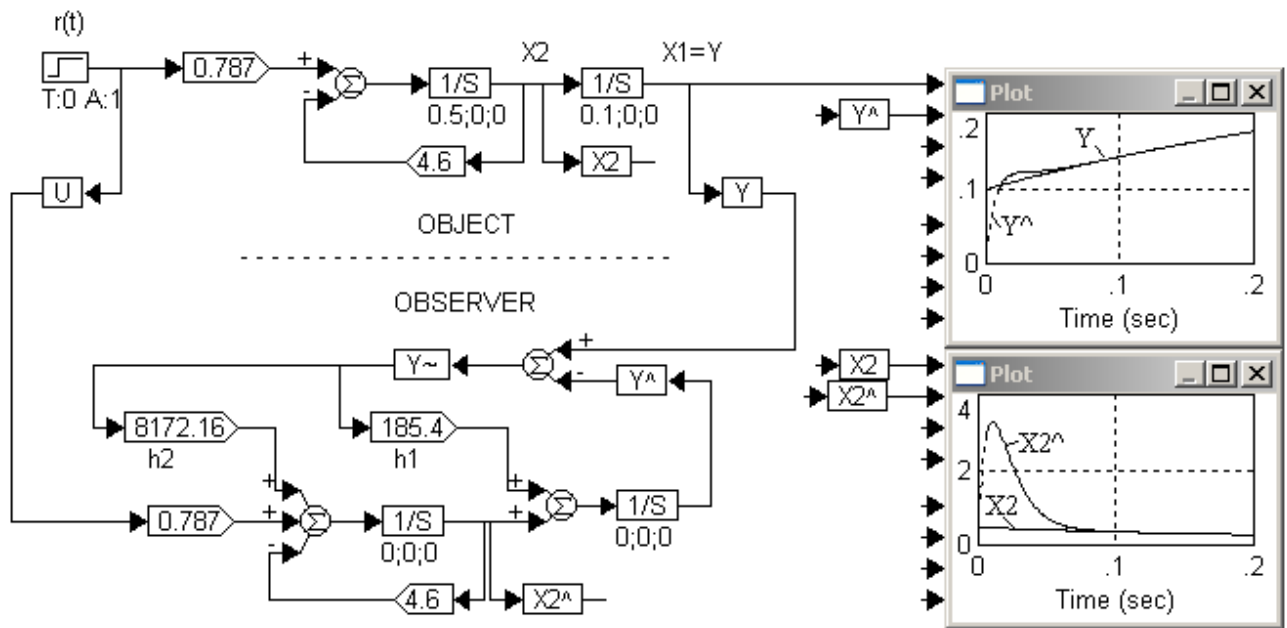 r(t)
T:0 A:1
0.787
+
-
Σ
1/S
0.5;0;0
X2
1/S
0.1;0;0
X1=Y
4.6
X2
U
Y
Y^
OBJECT
OBSERVER
Y~
Σ
+
-
Y^
8172.16
h2
185.4
h1
0.787
+
+
-
Σ
1/S
0;0;0
4.6
X2^
+
+
Σ
1/S
0;0;0
X2
X2^
Plot
.2
.1
0
Y
Y^
0
.1
.2
Time (sec)
Plot
4
2
0
X2^
X2
0
.1
.2
Time (sec)